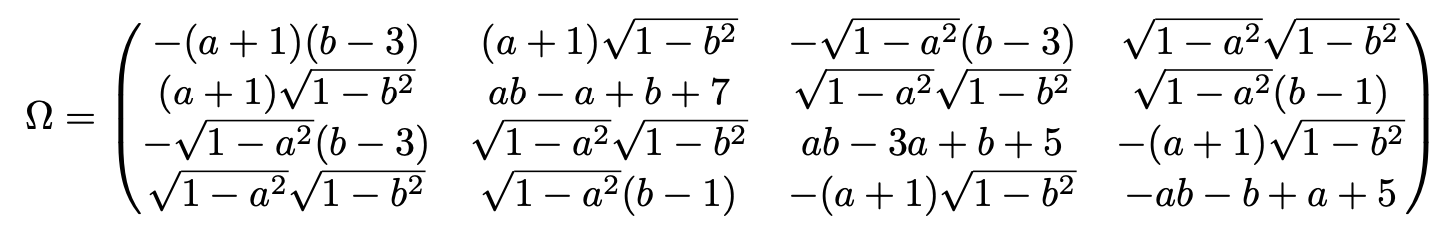 -(a + 1)(b - 3) (a + 1)√(1 - b²) -√(1 - a²)(b - 3) √(1 - a²)√(1 - b²)
(a + 1)√(1 - b²) ab - a + b + 7 √(1 - a²)√(1 - b²) √(1 - a²)(b - 1)
Ω =
-√(1 - a²)(b - 3) √(1 - a²)√(1 - b²) ab - 3a + b + 5 -(a + 1)√(1 - b²)
√(1 - a²)√(1 - b²) √(1 - a²)(b - 1) -(a + 1)√(1 - b²) -ab - b + a + 5